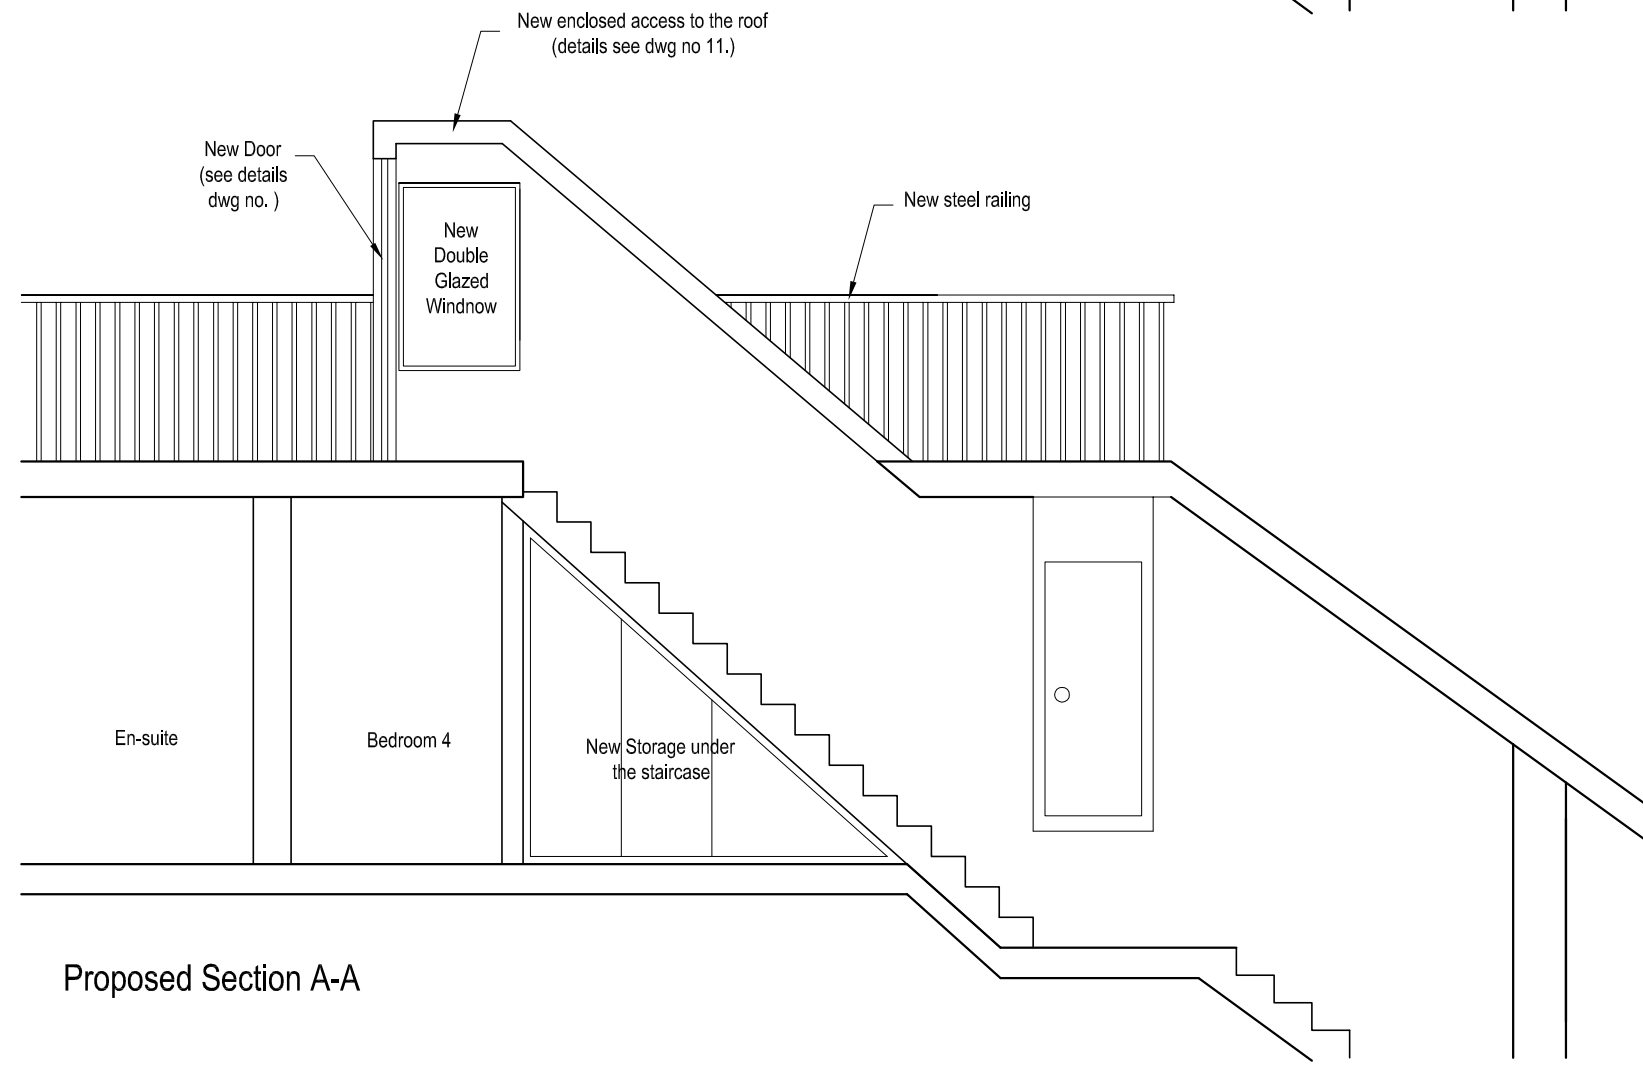 New enclosed access to the roof
(details see dwg no 11.)
New Door
(see details
dwg no. )
New steel railing
New
Double
Glazed
Windnow
En-suite
Bedroom 4
New Storage under
the staircase
Proposed Section A-A